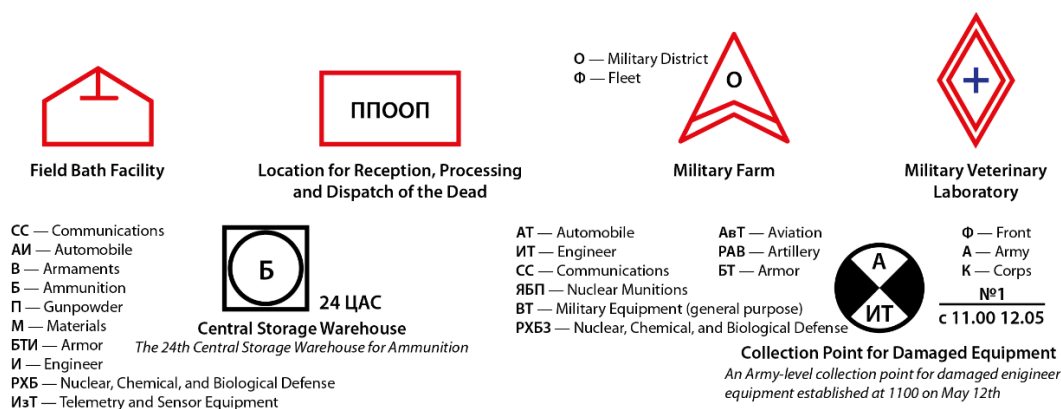 О — Military District
Ф — Fleet
О
ППООП
Field Bath Facility
Location for Reception, Processing
and Dispatch of the Dead
Military Farm
Military Veterinary
Laboratory
СС — Communications
АИ — Automobile
В — Armaments
Б — Ammunition
П — Gunpowder
М — Materials
БТИ — Armor
И — Engineer
РХБ — Nuclear, Chemical, and Biological Defense
ИзТ — Telemetry and Sensor Equipment
Б
24 ЦАС
Central Storage Warehouse
The 24th Central Storage Warehouse for Ammunition
АТ — Automobile
ИТ — Engineer
СС — Communications
ЯБП — Nuclear Munitions
ВТ — Military Equipment (general purpose)
РХБЗ — Nuclear, Chemical, and Biological Defense
АвТ — Aviation
РАВ — Artillery
БТ — Armor
А
ИТ
Ф — Front
А — Army
К — Corps
№1
с 11.00 12.05
Collection Point for Damaged Equipment
An Army-level collection point for damaged enigineer
equipment established at 1100 on May 12th